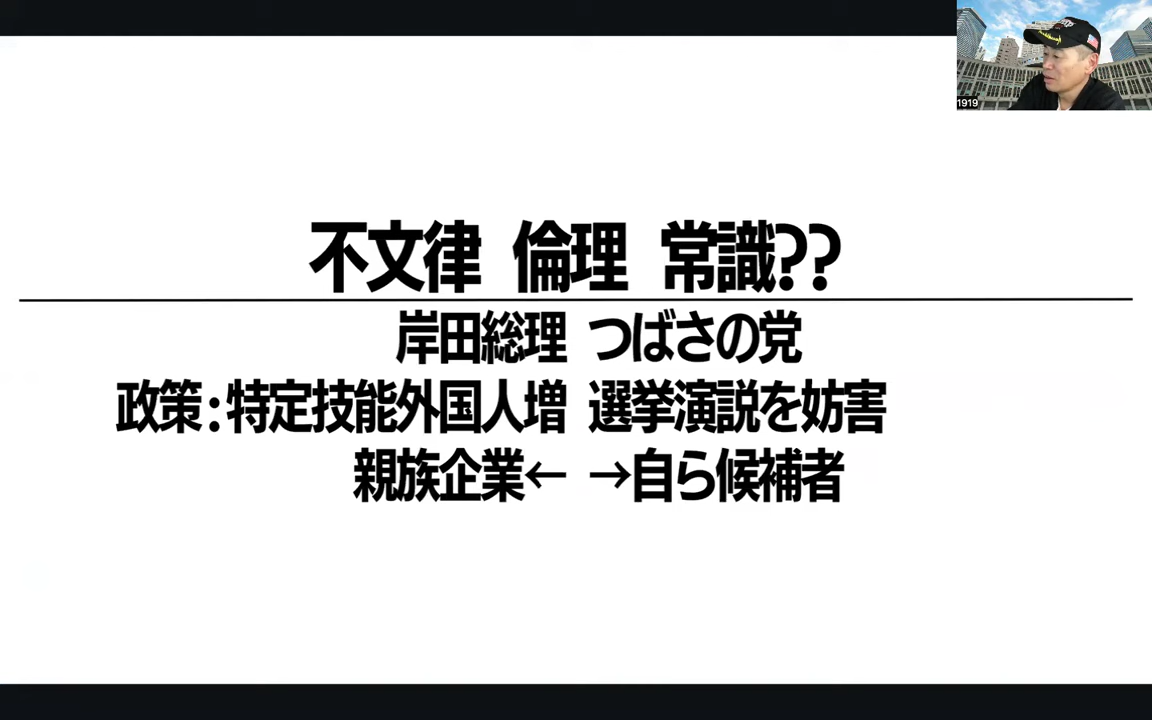 不文律 倫理 常識??
岸田総理 つばさの党
政策:特定技能外国人増 選挙演説を妨害
親族企業← →自ら候補者
1919